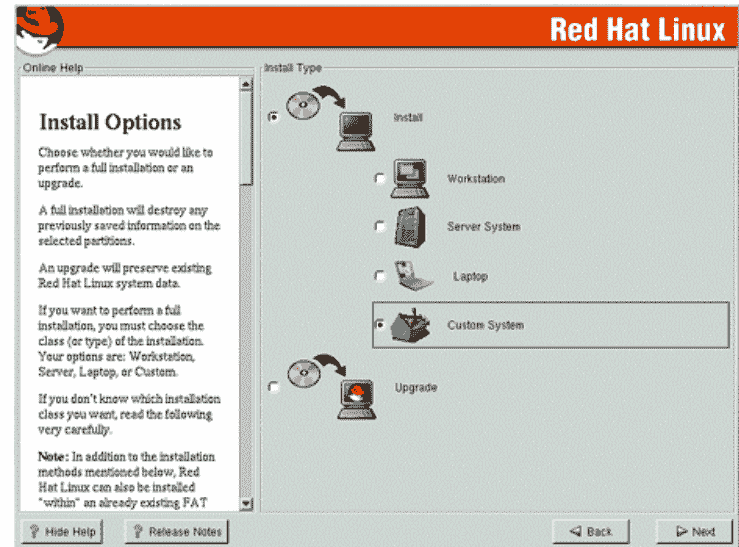 Red Hat Linux
Online Help
Install Options
Choose whether you would like to
perform a full installation or an
upgrade.
A full installation will destroy any
previously saved information on the
selected partitions.
An upgrade will preserve existing
Red Hat Linux system data.
If you want to perform a full
installation, you must choose the
class (or type) of the installation.
Your options are: Workstation,
Server, Laptop, or Custom.
If you don't know which installation
class you want, read the following
very carefully.
Note: In addition to the installation
methods mentioned below, Red
Hat Linux can also be installed
"within" an already existing FAT
Install Type
Install
Workstation
Server System
Laptop
Custom System
Upgrade
Hide Help
Release Notes
Back
Next